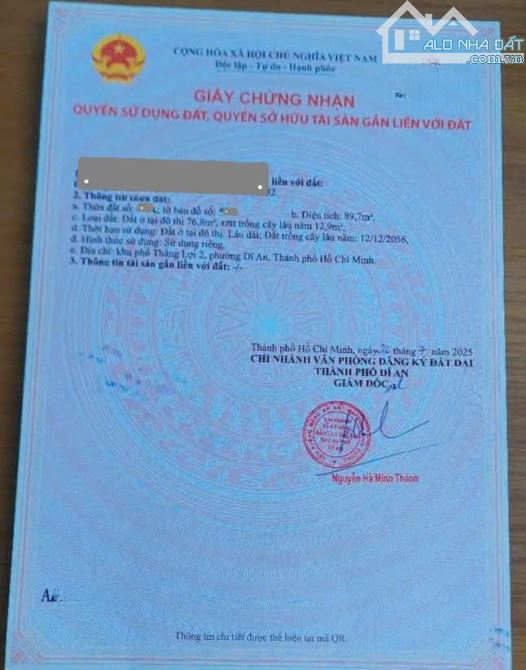 ALO NHÀ ĐẤT
.com.vn
CỘNG HÒA XÃ HỘI CHỦ NGHĨA VIỆT NAM
Độc lập - Tự do - Hạnh phúc
GIẤY CHỨNG NHẬN
QUYỀN SỬ DỤNG ĐẤT, QUYỀN SỞ HỮU TÀI SẢN GẮN LIỀN VỚI ĐẤT
liền với đất:
2. Thông tin thửa đất:
a. Thửa đất số: tờ bản đồ số: b. Diện tích: 89,7m²,
c. Loại đất: Đất ở tại đô thị 76,8m², Đất trồng cây lâu năm 12,9m²,
d. Thời hạn sử dụng: Đất ở tại đô thị. Lâu dài; Đất trồng cây lâu năm: 12/12/2056,
đ. Hình thức sử dụng: Sử dụng riêng,
e. Địa chỉ: khu phố Thắng Lợi 2, phường Dĩ An, Thành phố Hồ Chí Minh.
3. Thông tin tài sản gắn liền với đất: -/-
Thành phố Hồ Chí Minh, ngày tháng 7 năm 2025
CHI NHÁNH VĂN PHÒNG ĐĂNG KÝ ĐẤT ĐAI
THÀNH PHỐ DĨ AN
GIÁM ĐỐC
Nguyễn Hà Minh Thành
Thông tin chi tiết được thể hiện tại mã QR.